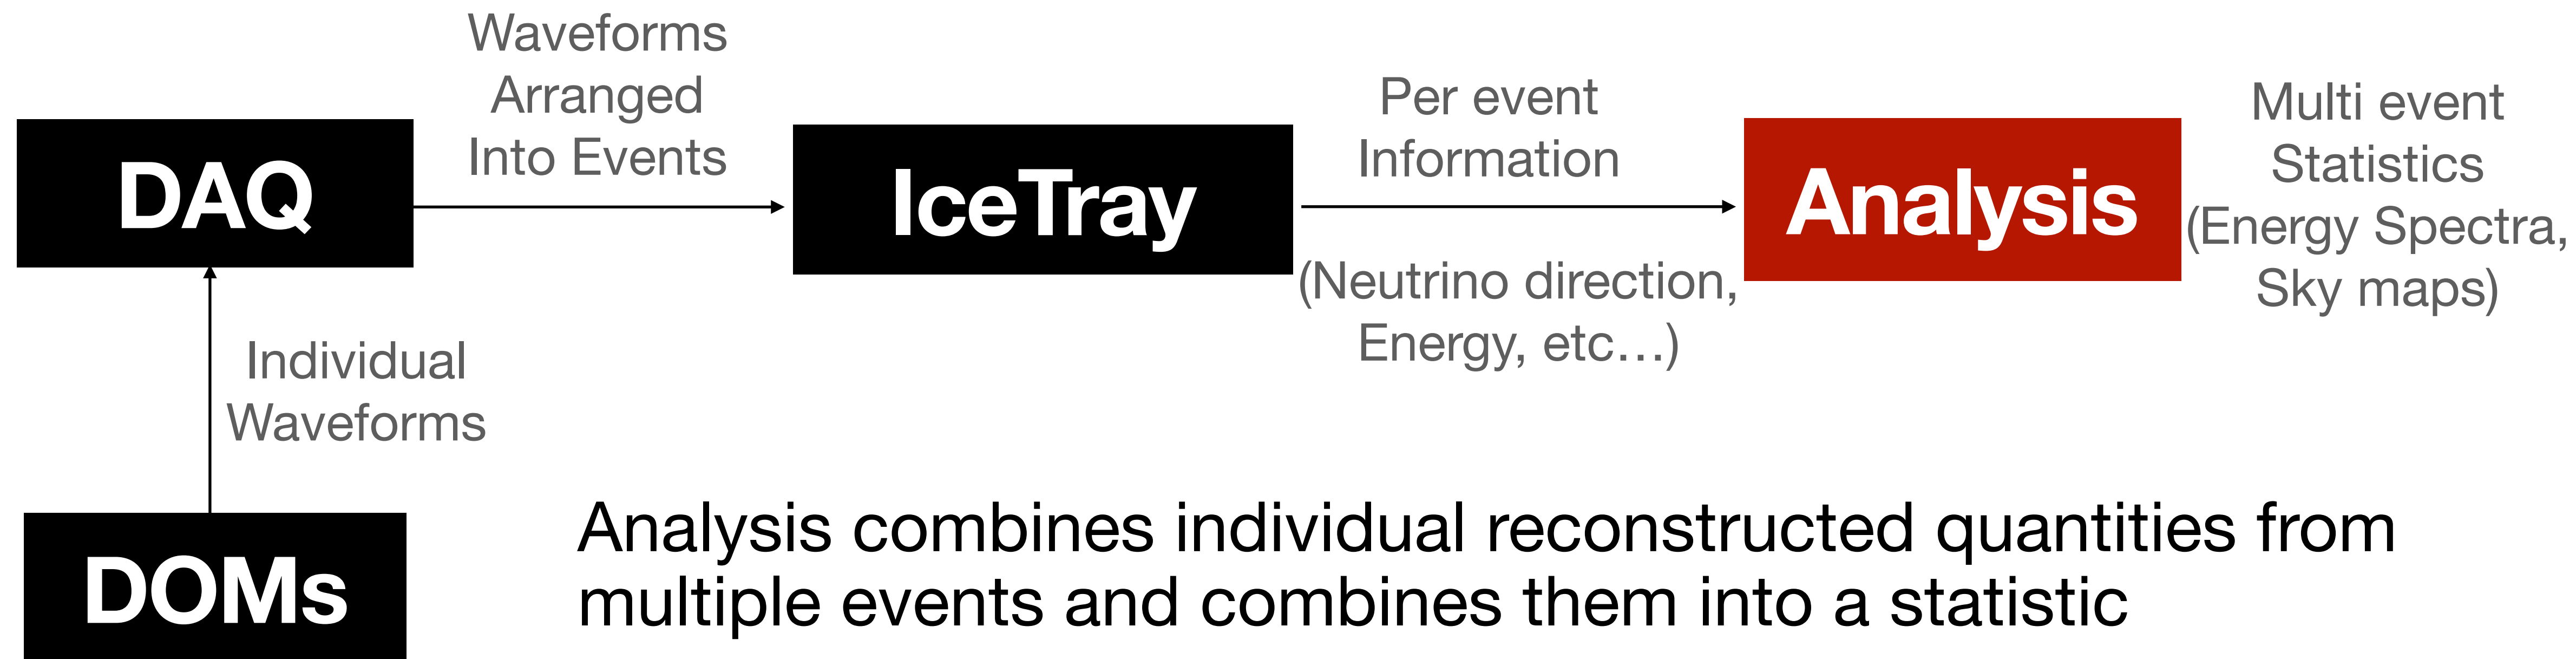 Waveforms
Arranged
Into Events
DAQ
IceTray
Per event
Information
(Neutrino direction,
Energy, etc…)
Analysis
Multi event
Statistics
(Energy Spectra,
Sky maps)
Individual
Waveforms
DOMs
Analysis combines individual reconstructed quantities from
multiple events and combines them into a statistic